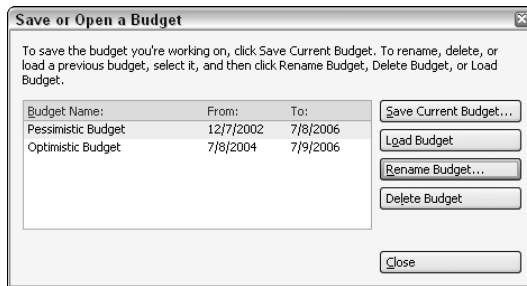 Save or Open a Budget
To save the budget you're working on, click Save Current Budget. To rename, delete, or
load a previous budget, select it, and then click Rename Budget, Delete Budget, or Load
Budget.
Budget Name: From: To:
Pessimistic Budget 12/7/2002 7/8/2006
Optimistic Budget 7/8/2004 7/9/2006
Save Current Budget...
Load Budget
Rename Budget...
Delete Budget
Close